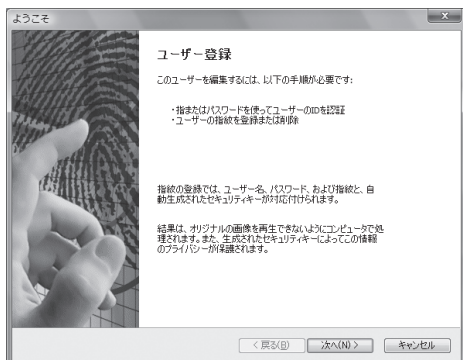 ようこそ
x
ユーザー登録
このユーザーを編集するには、以下の手順が必要です:
・指またはパスワードを使ってユーザーのIDを認証
・ユーザーの指紋を登録または削除
指紋の登録では、ユーザー名、パスワード、および指紋と、自
動生成されたセキュリティキーが対応付けられます。
結果は、オリジナルの画像を再生できないようにコンピュータで処
理されます。また、生成されたセキュリティキーによってこの情報
のプライバシーが保護されます。
< 戻る(B) 次へ(N) > キャンセル